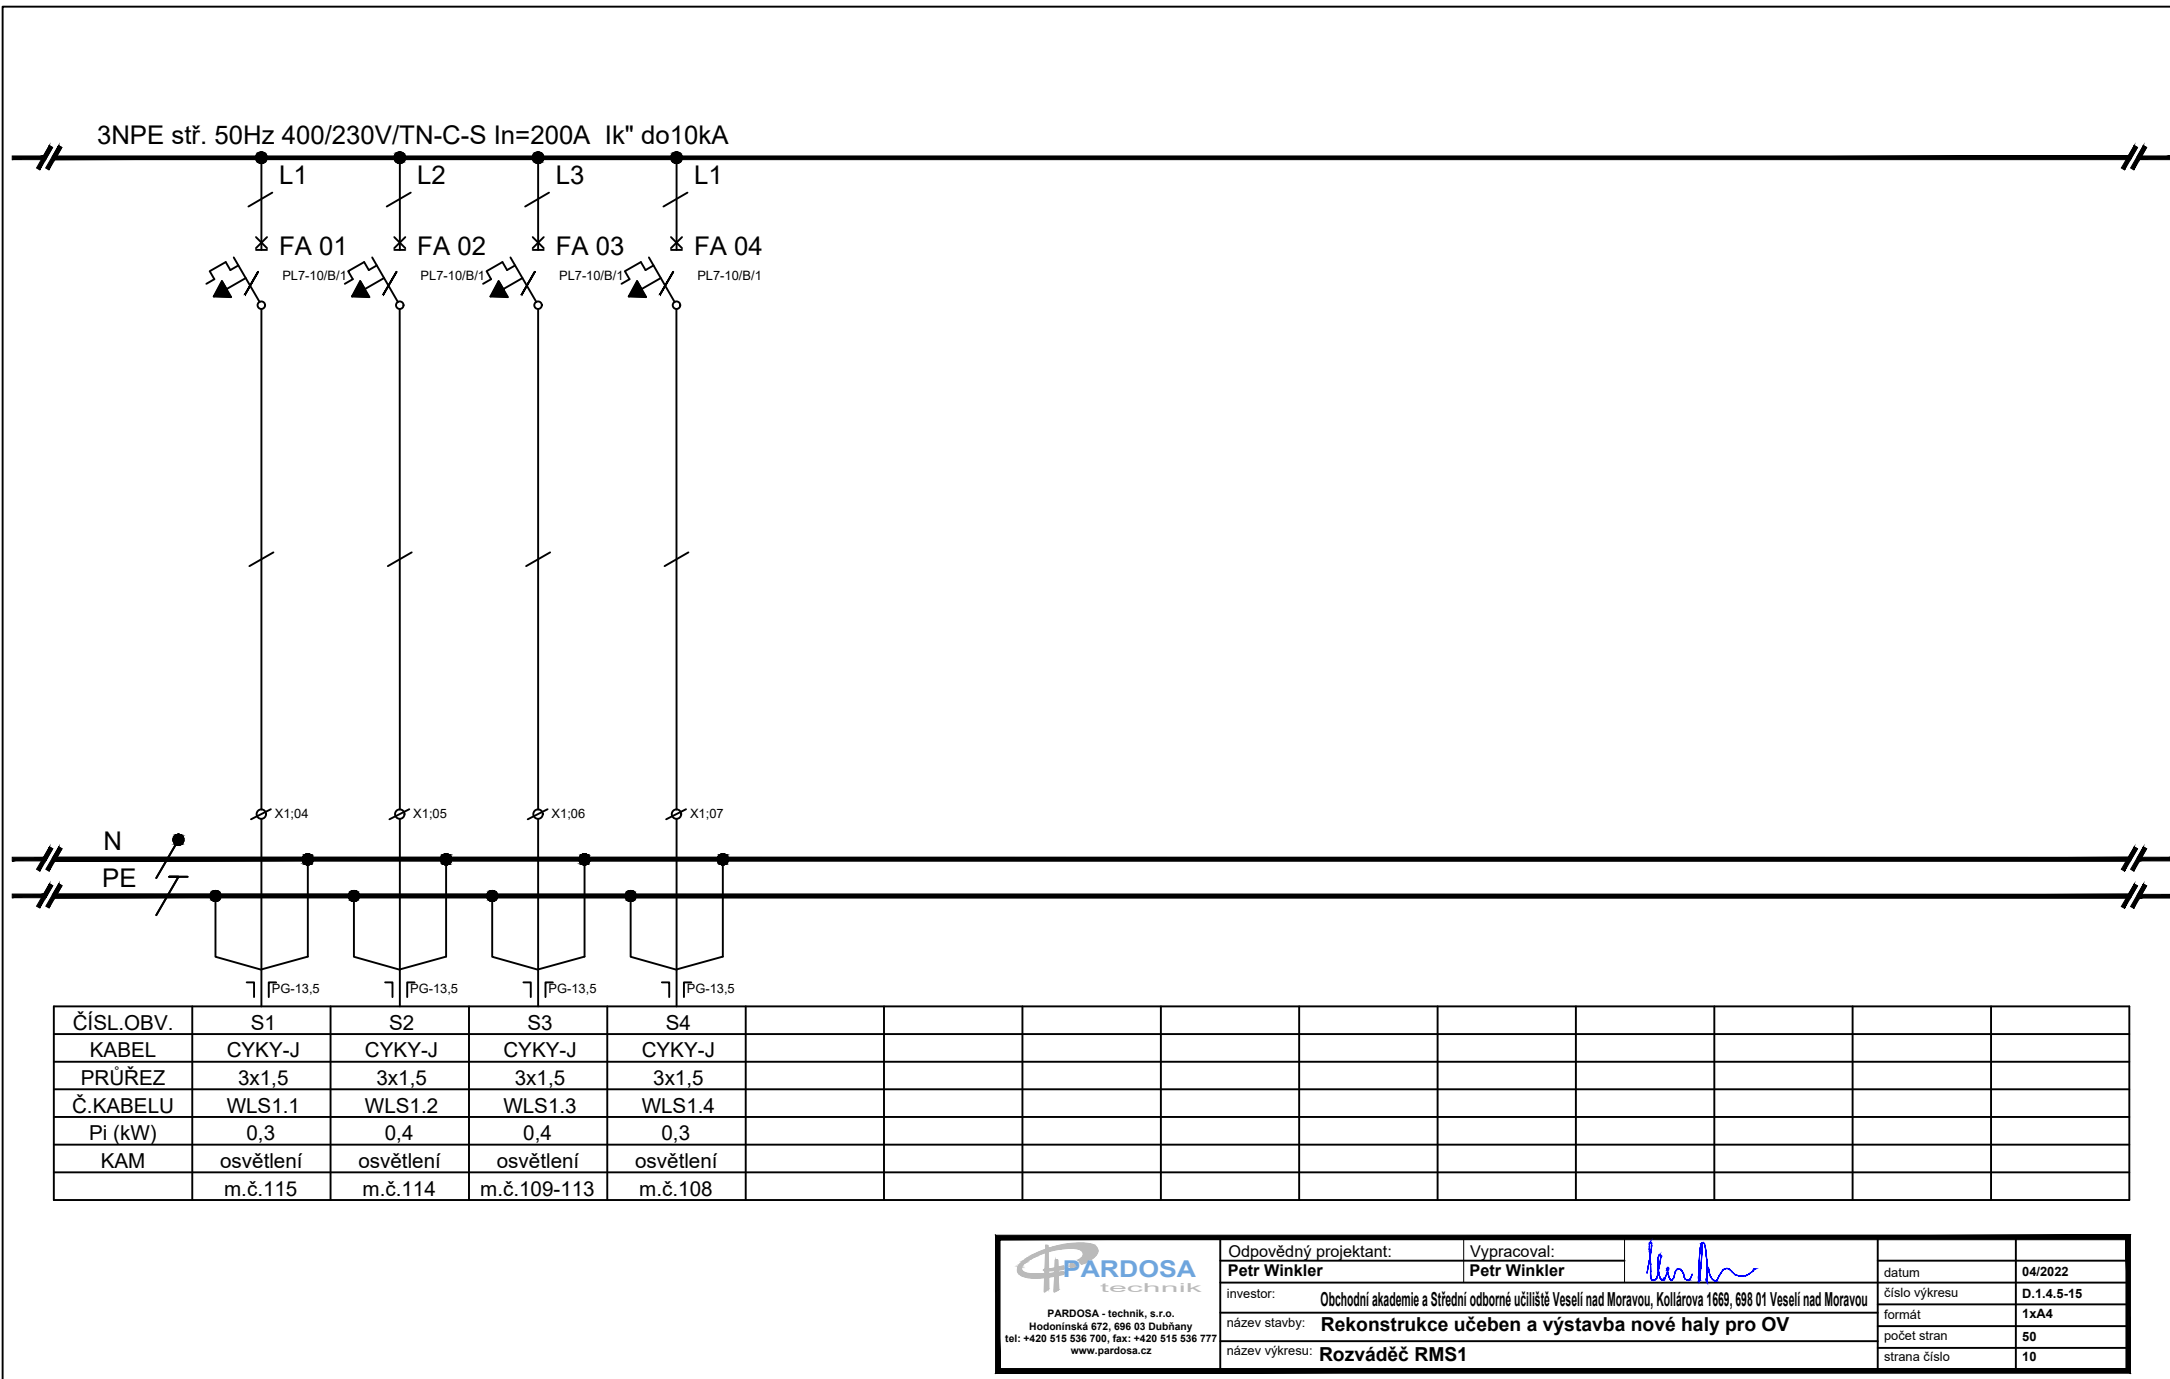 3NPE stř. 50Hz 400/230V/TN-C-S In=200A  Ik" do10kA
L1 L2 L3 L1
FA 01 FA 02 FA 03 FA 04
PL7-10/B/1 PL7-10/B/1 PL7-10/B/1 PL7-10/B/1
X1;04 X1;05 X1;06 X1;07
N
PE
PG-13,5 PG-13,5 PG-13,5 PG-13,5
ČÍSL.OBV. S1 S2 S3 S4
KABEL CYKY-J CYKY-J CYKY-J CYKY-J
PRŮŘEZ 3x1,5 3x1,5 3x1,5 3x1,5
Č.KABELU WLS1.1 WLS1.2 WLS1.3 WLS1.4
Pi (kW) 0,3 0,4 0,4 0,3
KAM osvětlení osvětlení osvětlení osvětlení
m.č.115 m.č.114 m.č.109-113 m.č.108
PARDOSA
technik
PARDOSA - technik, s.r.o.
Hodonínská 672, 696 03 Dubňany
tel: +420 515 536 700, fax: +420 515 536 777
www.pardosa.cz
Odpovědný projektant: Vypracoval:
Petr Winkler Petr Winkler
investor: Obchodní akademie a Střední odborné učiliště Veselí nad Moravou, Kollárova 1669, 698 01 Veselí nad Moravou
název stavby: Rekonstrukce učeben a výstavba nové haly pro OV
název výkresu: Rozváděč RMS1
datum 04/2022
číslo výkresu D.1.4.5-15
formát 1xA4
počet stran 50
strana číslo 10